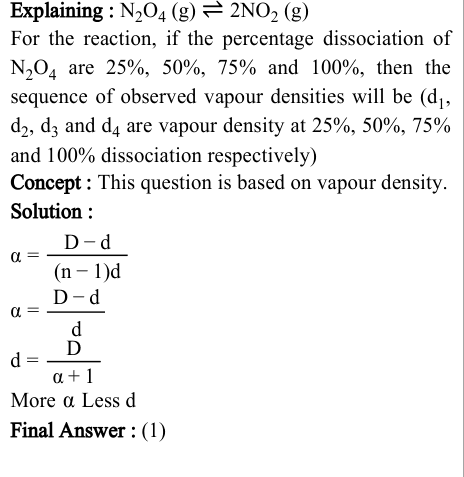 Explaining : N₂O₄ (g) ⇌ 2NO₂ (g)
For the reaction, if the percentage dissociation of
N₂O₄ are 25%, 50%, 75% and 100%, then the
sequence of observed vapour densities will be (d₁,
d₂, d₃ and d₄ are vapour density at 25%, 50%, 75%
and 100% dissociation respectively)
Concept : This question is based on vapour density.
Solution :
α = (D – d) / (n – 1)d
α = (D – d) / d
d = D / (α + 1)
More α Less d
Final Answer : (1)